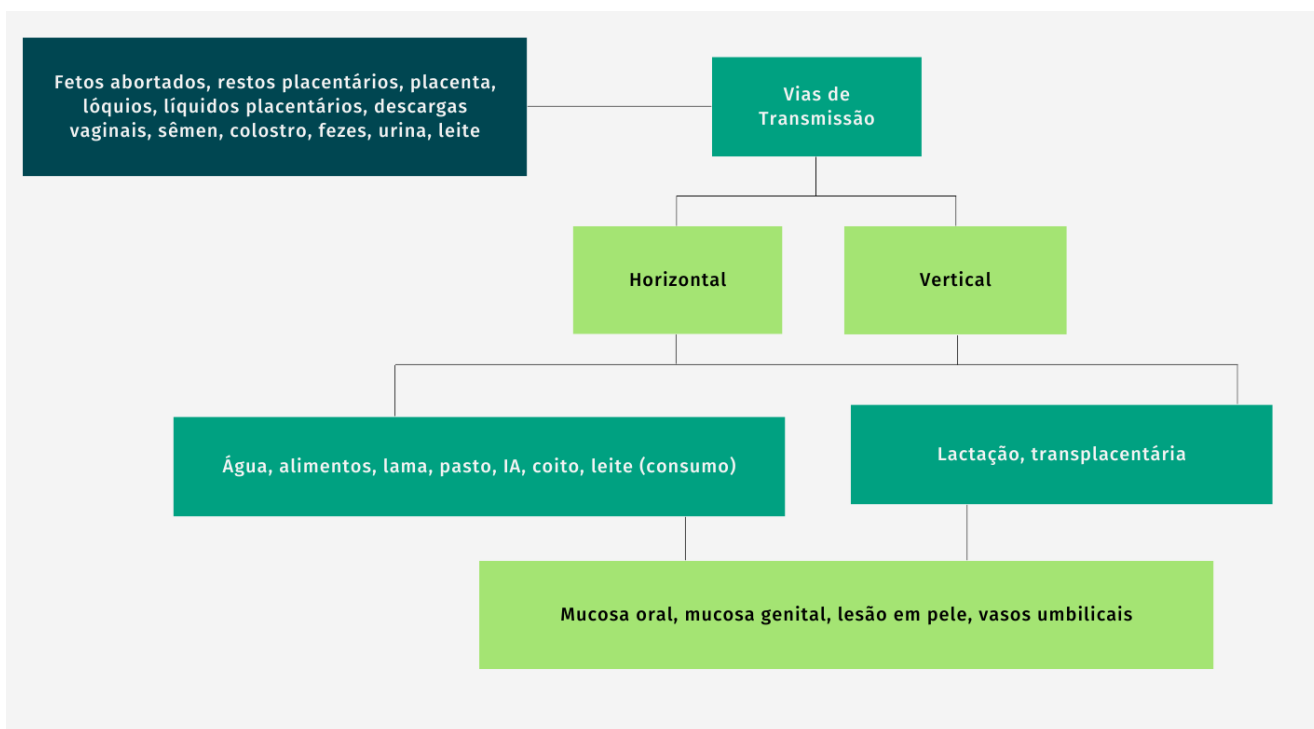 Fetos abortados, restos placentários, placenta,
lóquios, líquidos placentários, descargas
vaginais, sêmen, colostro, fezes, urina, leite
Vias de
Transmissão
Horizontal
Vertical
Água, alimentos, lama, pasto, IA, coito, leite (consumo)
Lactação, transplacentária
Mucosa oral, mucosa genital, lesão em pele, vasos umbilicais